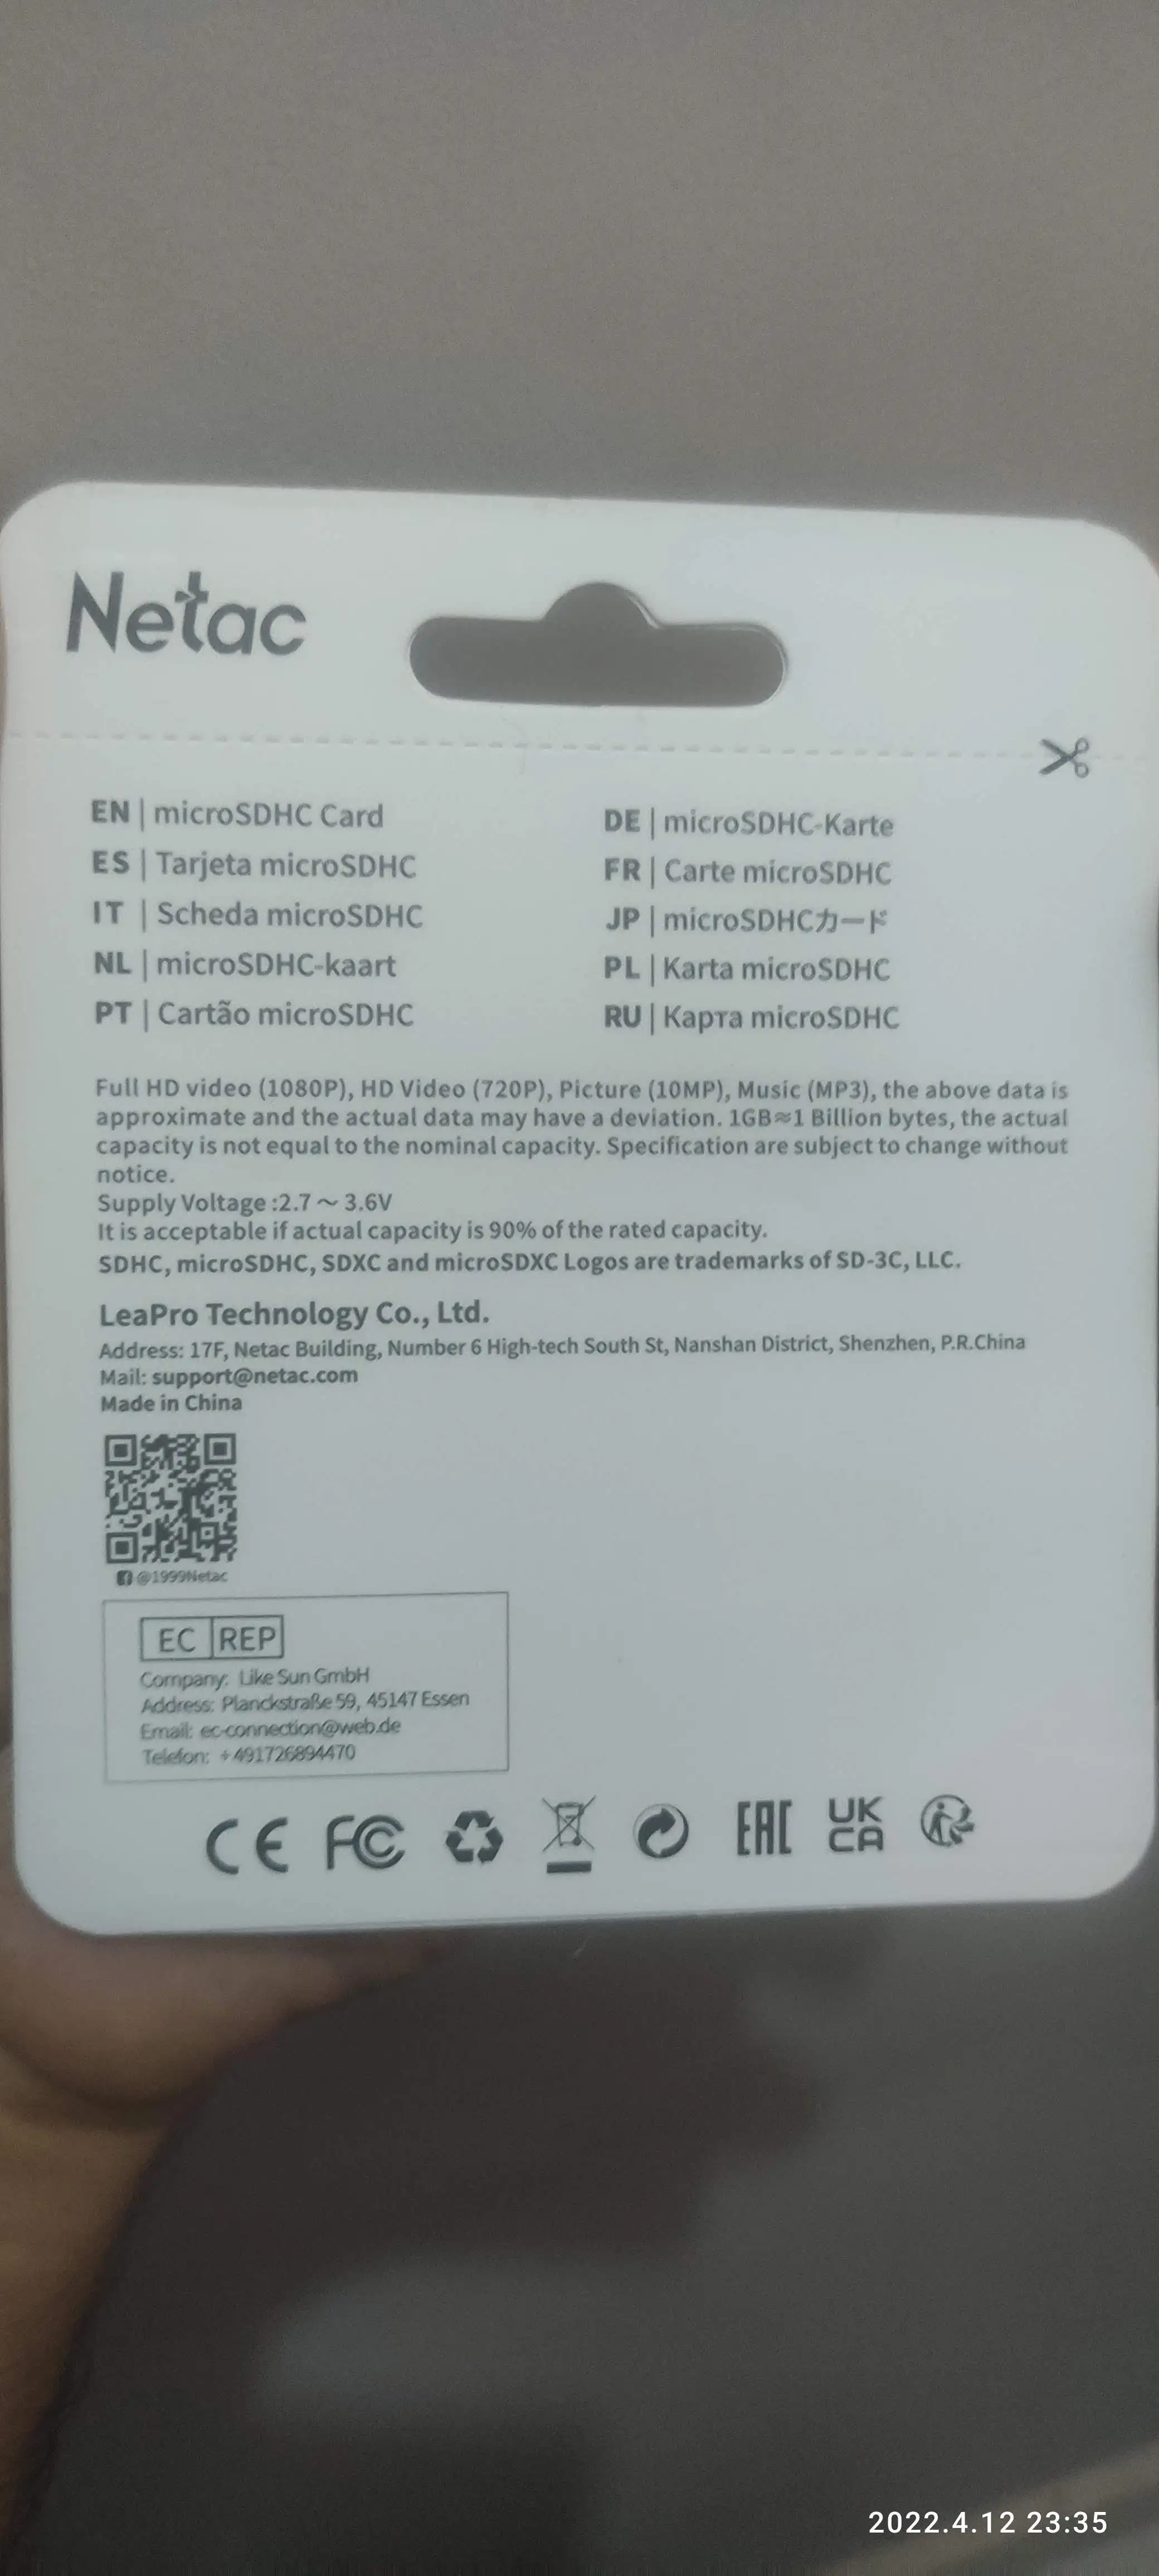 Netac
EN | microSDHC Card
ES | Tarjeta microSDHC
IT | Scheda microSDHC
NL | microSDHC-kaart
PT | Cartão microSDHC
DE | microSDHC-Karte
FR | Carte microSDHC
JP | microSDHCカード
PL | Karta microSDHC
RU | Карта microSDHC
Full HD video (1080P), HD Video (720P), Picture (10MP), Music (MP3), the above data is
approximate and the actual data may have a deviation. 1GB≈1 Billion bytes, the actual
capacity is not equal to the nominal capacity. Specification are subject to change without
notice.
Supply Voltage :2.7～3.6V
It is acceptable if actual capacity is 90% of the rated capacity.
SDHC, microSDHC, SDXC and microSDXC Logos are trademarks of SD-3C, LLC.
LeaPro Technology Co., Ltd.
Address: 17F, Netac Building, Number 6 High-tech South St, Nanshan District, Shenzhen, P.R.China
Mail: support@netac.com
Made in China
@1999Netac
EC REP
Company: Like Sun GmbH
Address: Planckstraße 59, 45147 Essen
Email: ec-connection@web.de
Telefon: +491726894470
CE FC EAC UK
CA
2022.4.12 23:35